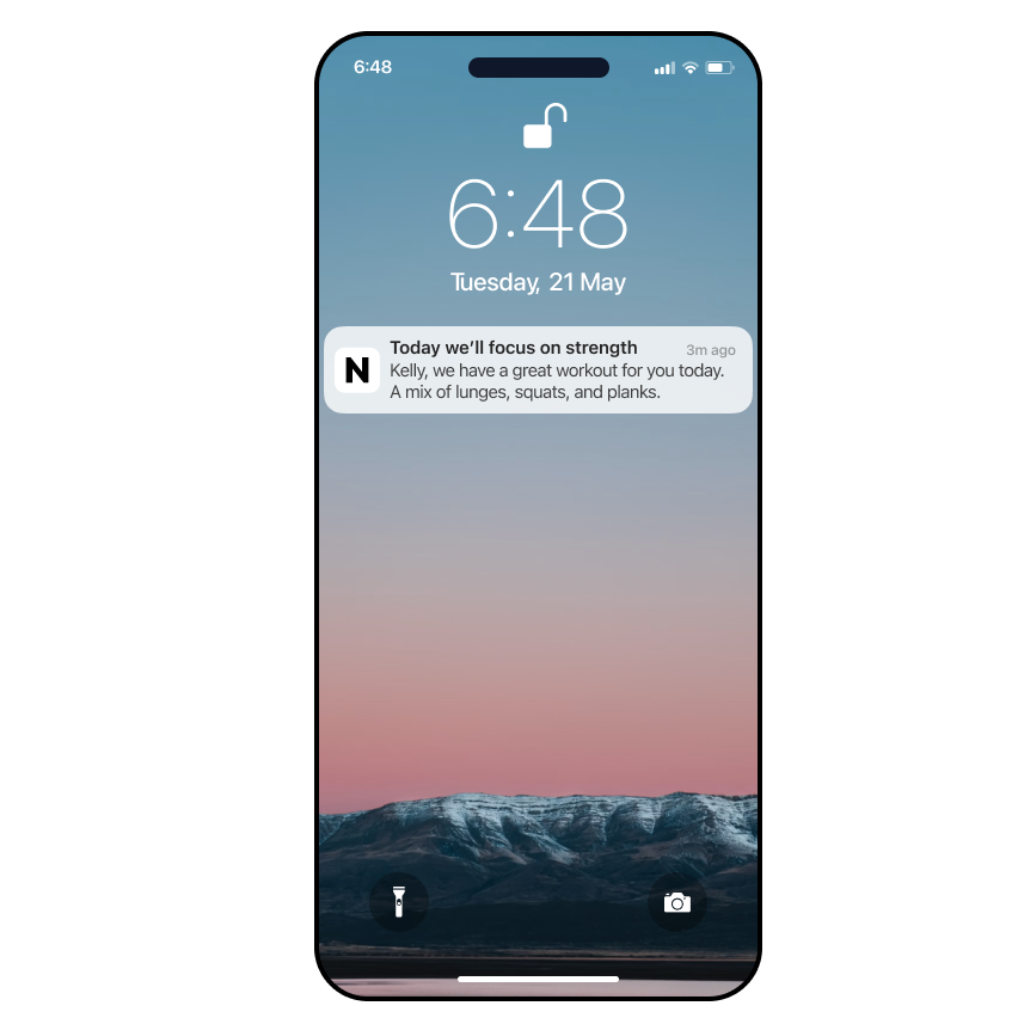 6:48
6:48
Tuesday, 21 May
Today we’ll focus on strength 3m ago
N
Kelly, we have a great workout for you today.
A mix of lunges, squats, and planks.